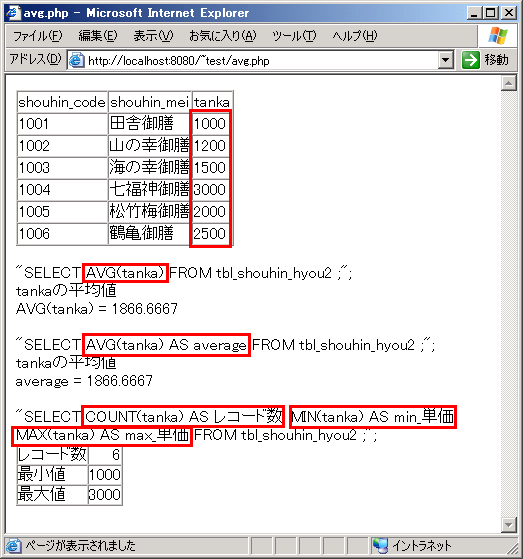 avg.php - Microsoft Internet Explorer
ファイル(F) 編集(E) 表示(V) お気に入り(A) ツール(T) ヘルプ(H)
アドレス(D) http://localhost:8080/~test/avg.php 移動
shouhin_code shouhin_mei tanka
1001 田舎御膳 1000
1002 山の幸御膳 1200
1003 海の幸御膳 1500
1004 七福神御膳 3000
1005 松竹梅御膳 2000
1006 鶴亀御膳 2500
"SELECT AVG(tanka) FROM tbl_shouhin_hyou2 ;";
tankaの平均値
AVG(tanka) = 1866.6667
"SELECT AVG(tanka) AS average FROM tbl_shouhin_hyou2 ;";
tankaの平均値
average = 1866.6667
"SELECT COUNT(tanka) AS レコード数, MIN(tanka) AS min_単価,
MAX(tanka) AS max_単価 FROM tbl_shouhin_hyou2 ;";
レコード数 6
最小値 1000
最大値 3000
ページが表示されました イントラネット